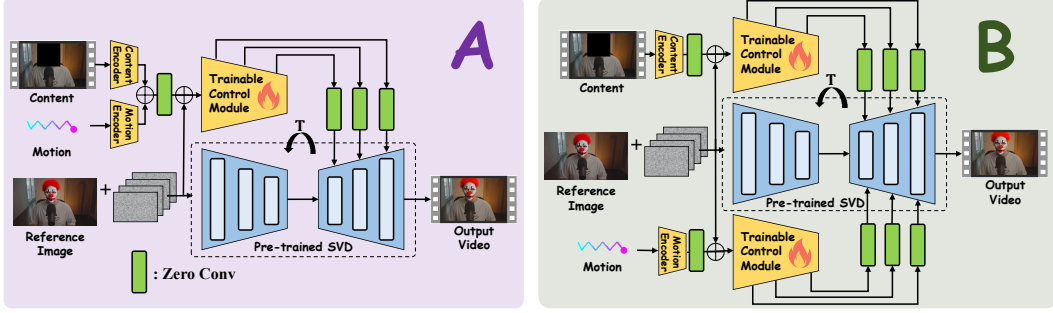 A
Content
Content
Encoder
Motion
Encoder
Motion
Trainable
Control
Module
T
+
Reference
Image
Pre-trained SVD
Output
Video
: Zero Conv
B
Content
Content
Encoder
Trainable
Control
Module
T
+
Reference
Image
Pre-trained SVD
Output
Video
Motion
Motion
Encoder
Trainable
Control
Module